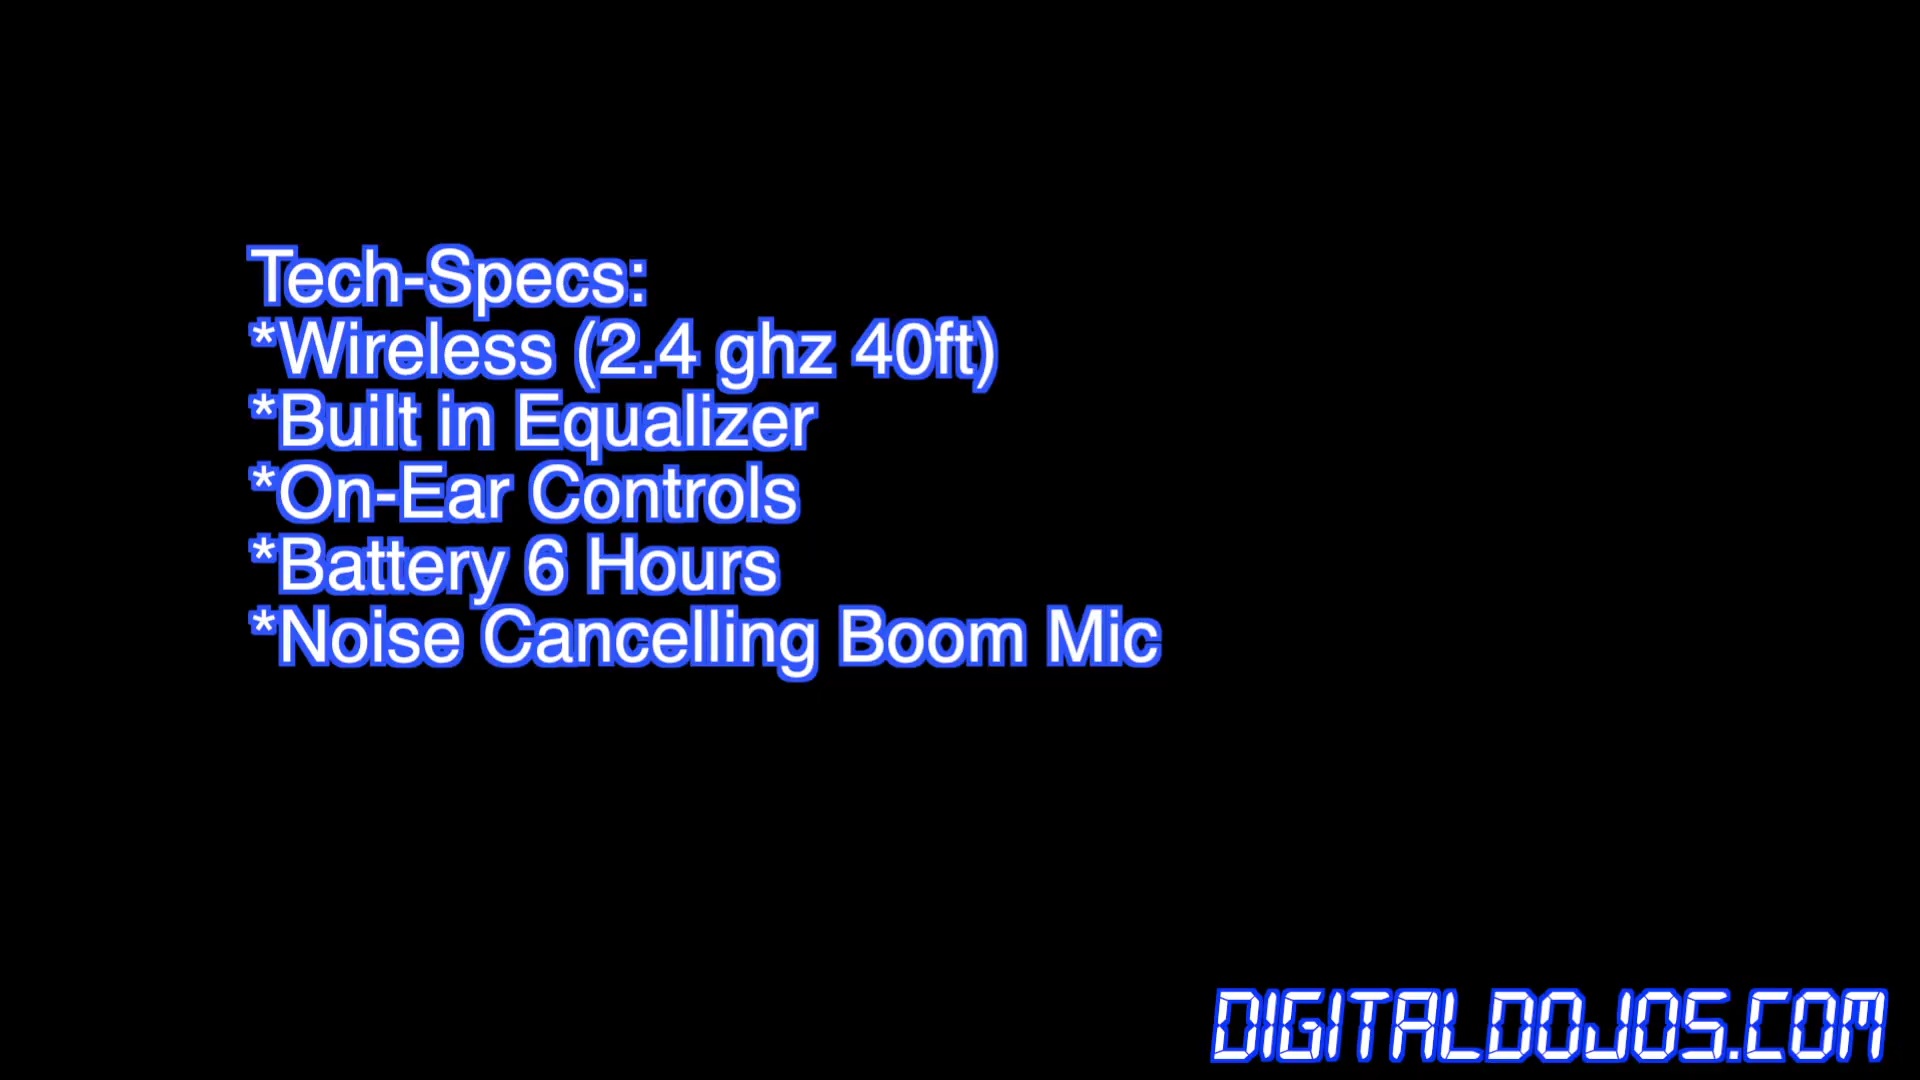 Tech-Specs:
*Wireless (2.4 ghz 40ft)
*Built in Equalizer
*On-Ear Controls
*Battery 6 Hours
*Noise Cancelling Boom Mic
DIGITALDOJOS.COM